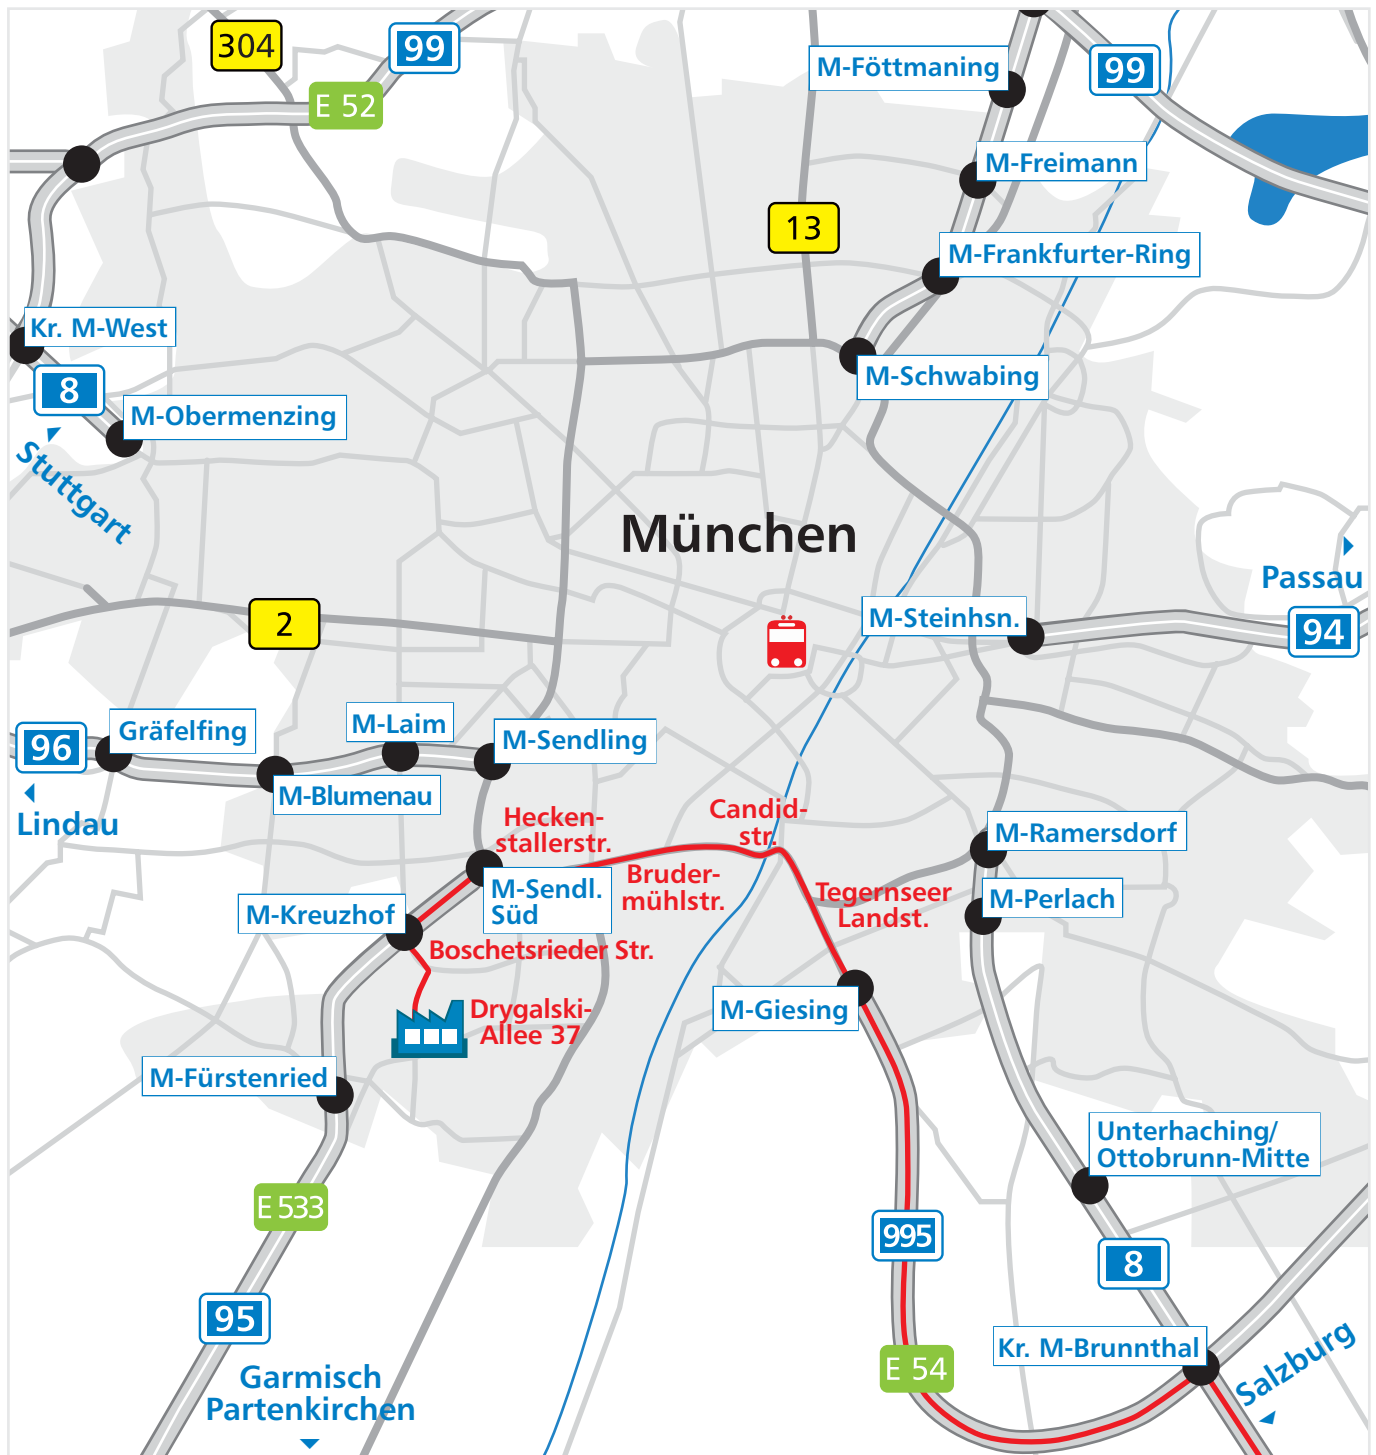 304
99
E 52
M-Föttmaning
99
M-Freimann
13
M-Frankfurter-Ring
Kr. M-West
8
M-Schwabing
M-Obermenzing
Stuttgart
München
Passau
94
M-Steinhsn.
2
96
Gräfelfing
M-Laim
M-Sendling
M-Blumenau
Lindau
Hecken-
stallerstr.
Candid-
str.
M-Ramersdorf
M-Sendl.
Süd
Bruder-
mühlstr.
Tegernseer
Landst.
M-Perlach
M-Kreuzhof
Boschetsrieder Str.
Drygalski-
Allee 37
M-Giesing
M-Fürstenried
Unterhaching/
Ottobrunn-Mitte
E 533
995
8
95
Kr. M-Brunnthal
E 54
Salzburg
Garmisch
Partenkirchen